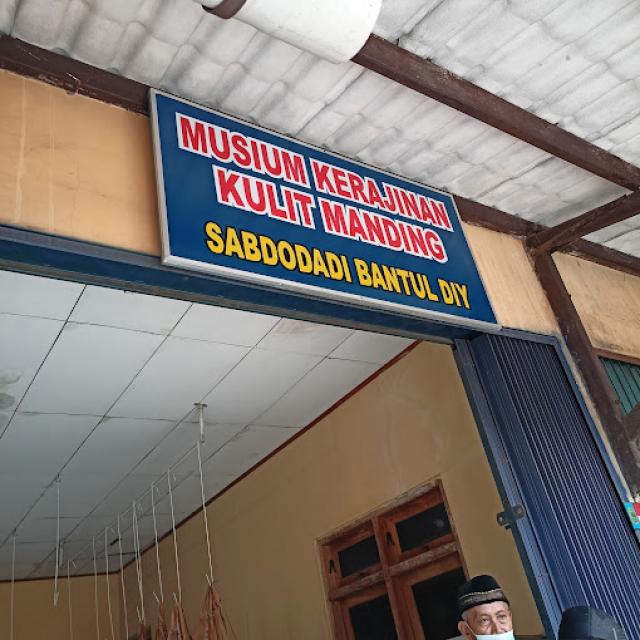 MUSIUM KERAJINAN
KULIT MANDING
SABDODADI BANTUL DIY